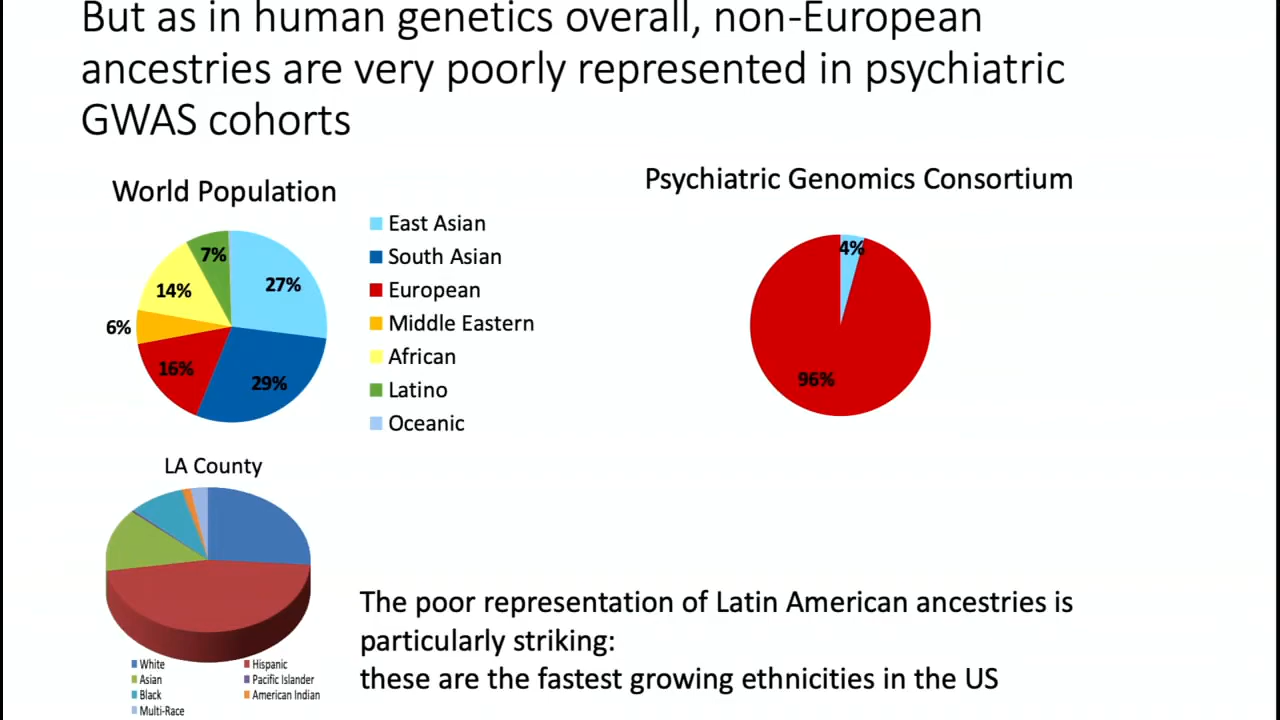 But as in human genetics overall, non-European
ancestries are very poorly represented in psychiatric
GWAS cohorts
World Population
7%
27%
14%
6%
16%
29%
East Asian
South Asian
European
Middle Eastern
African
Latino
Oceanic
Psychiatric Genomics Consortium
4%
96%
LA County
White
Hispanic
Asian
Pacific Islander
Black
American Indian
Multi-Race
The poor representation of Latin American ancestries is
particularly striking:
these are the fastest growing ethnicities in the US